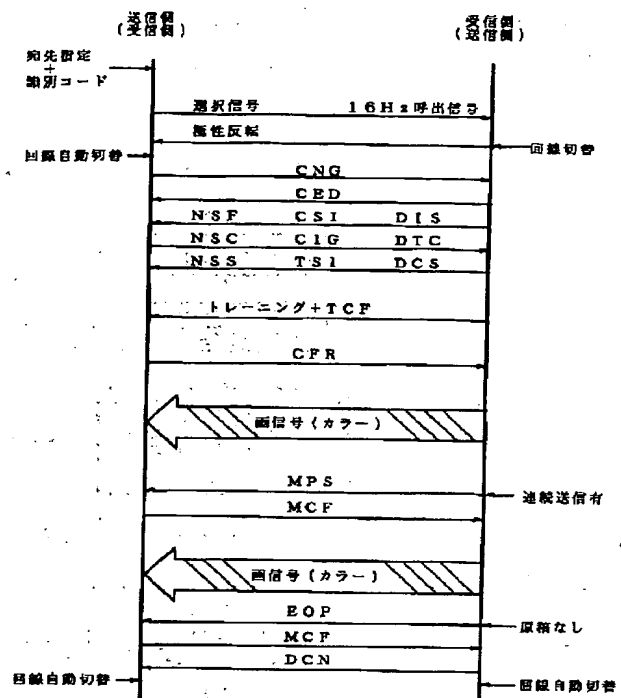 送信側 受信側
(受信側) (送信側)
宛先指定
+
識別コード
選択信号 16Hz呼出信号
極性反転
回線自動切替 回線切替
CNG
CED
NSF CSI DIS
NSC CIG DTC
NSS TSI DCS
トレーニング+TCF
CFR
画信号(カラー)
MPS
連続送信有
MCF
画信号(カラー)
EOP
原稿なし
MCF
DCN
回線自動切替 回線自動切替